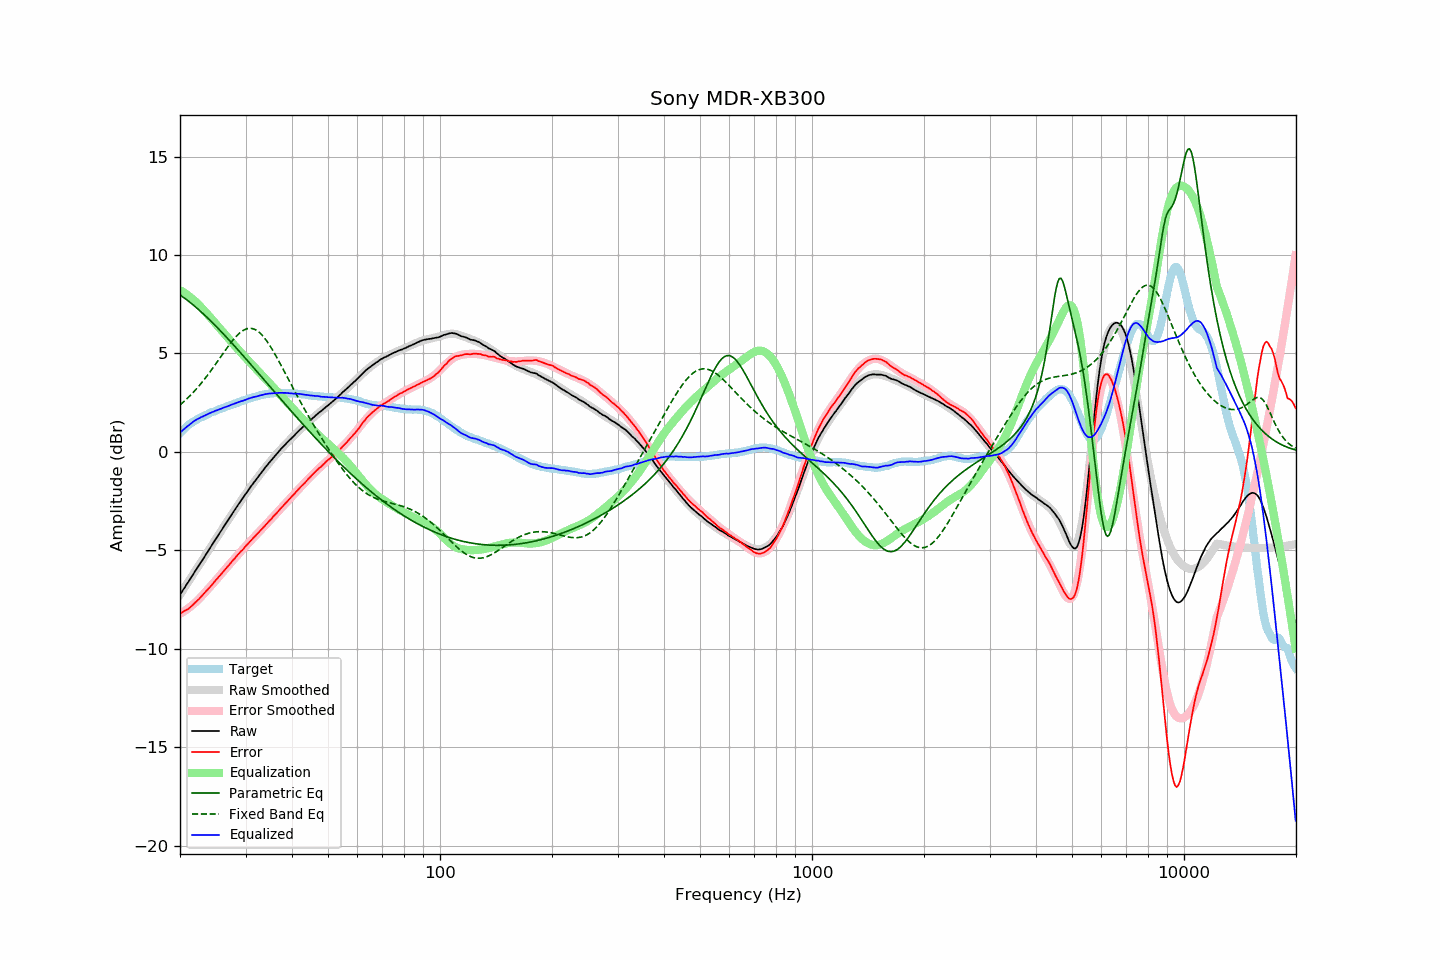 Sony MDR-XB300
Amplitude (dBr)
15
10
5
0
−5
−10
−15
−20
Target
Raw Smoothed
Error Smoothed
Raw
Error
Equalization
Parametric Eq
Fixed Band Eq
Equalized
100
1000
10000
Frequency (Hz)